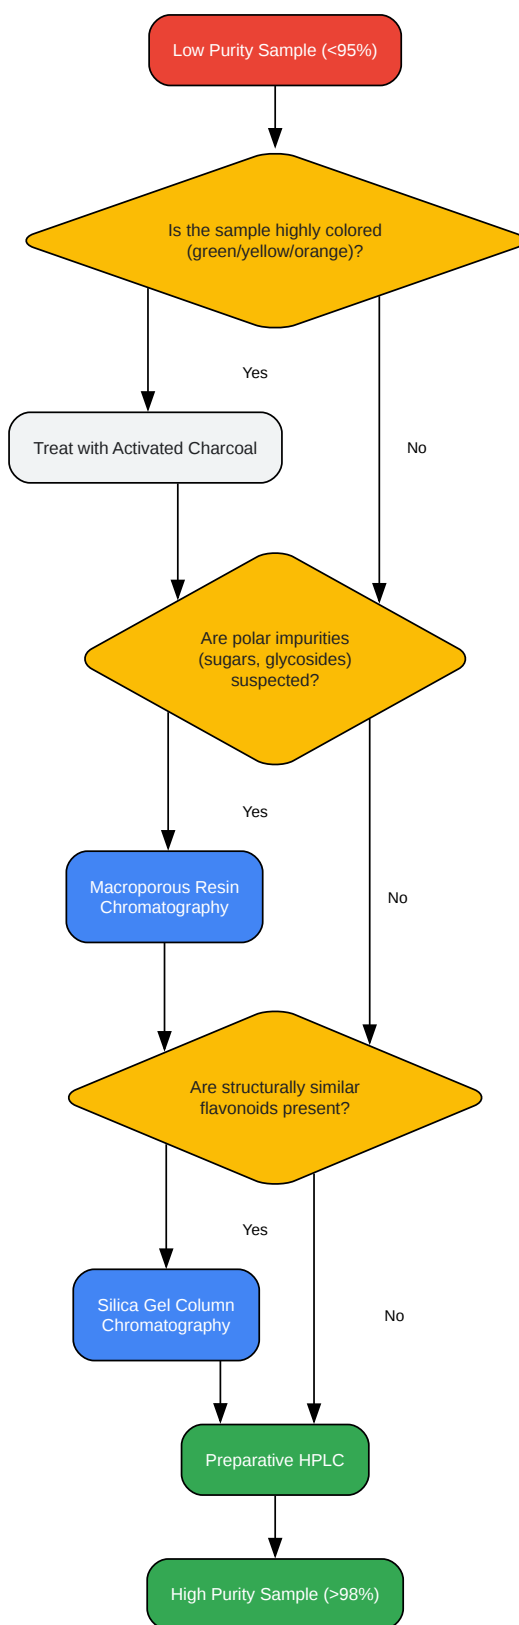 Low Purity Sample (<95%)
Is the sample highly colored
(green/yellow/orange)?
Yes
Treat with Activated Charcoal
No
Are polar impurities
(sugars, glycosides)
suspected?
Yes
Macroporous Resin
Chromatography
No
Are structurally similar
flavonoids present?
Yes
Silica Gel Column
Chromatography
No
Preparative HPLC
High Purity Sample (>98%)